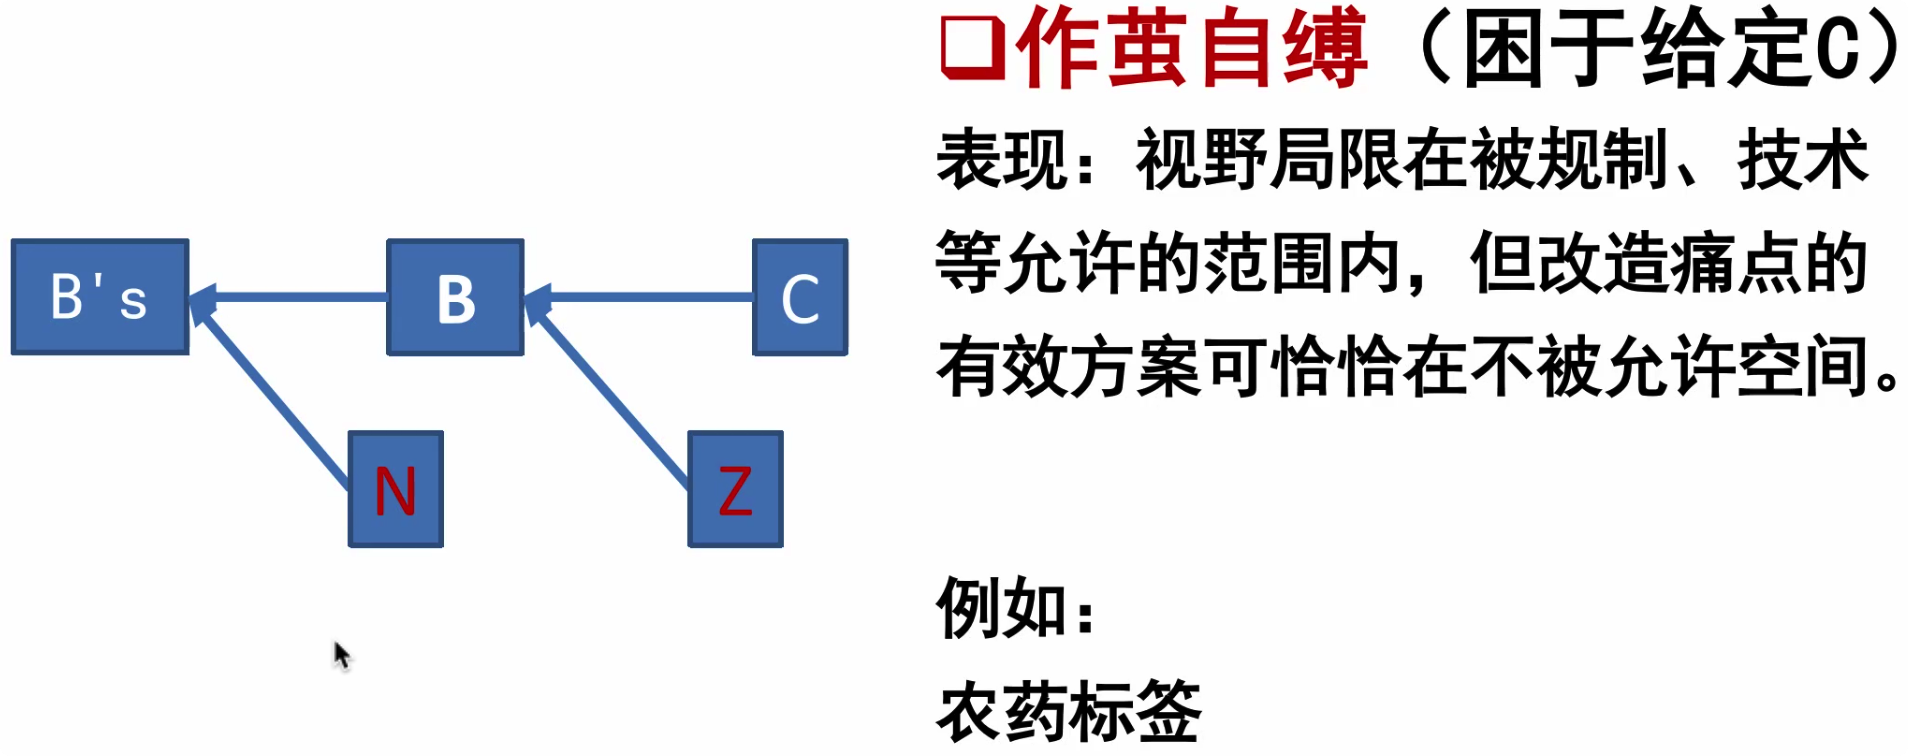 ❑作茧自缚（困于给定C）
表现：视野局限在被规制、技术
等允许的范围内，但改造痛点的
有效方案可恰恰在不被允许空间。
B's
B
C
N
Z
例如：
农药标签